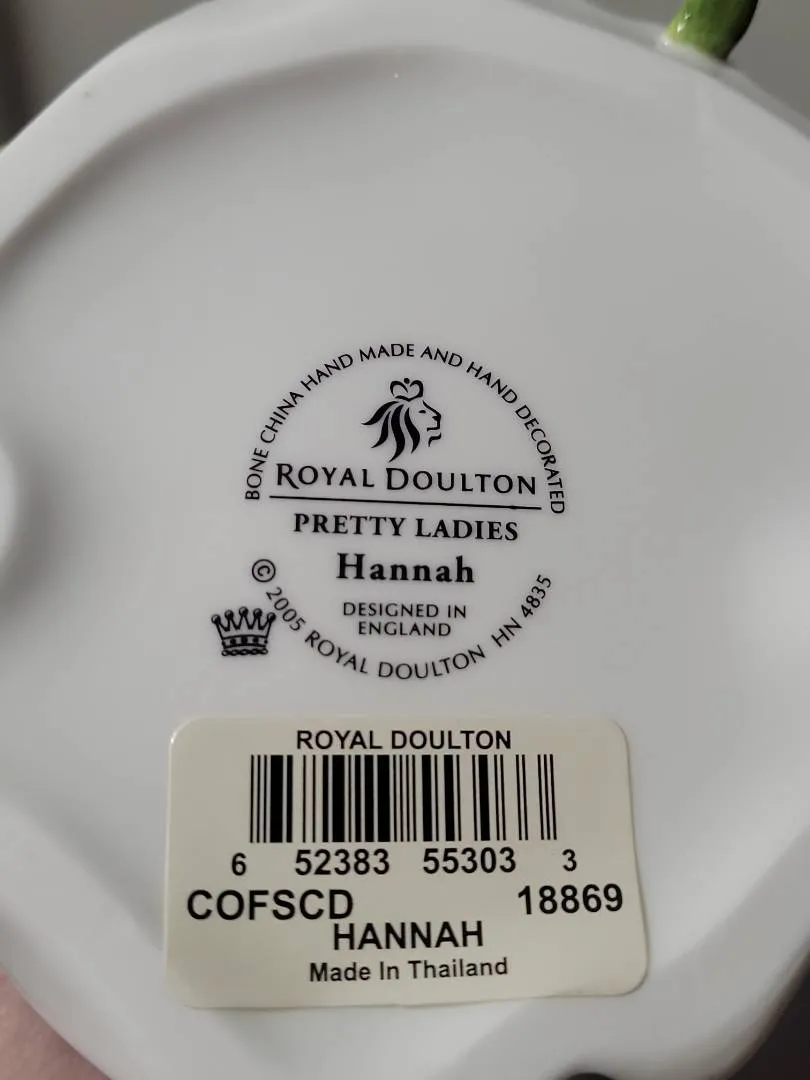 BONE CHINA HAND MADE AND HAND DECORATED
ROYAL DOULTON
PRETTY LADIES
Hannah
DESIGNED IN
ENGLAND
© 2005 ROYAL DOULTON HN 4835
ROYAL DOULTON
6 52383 55303 3
COFSCD 18869
HANNAH
Made In Thailand